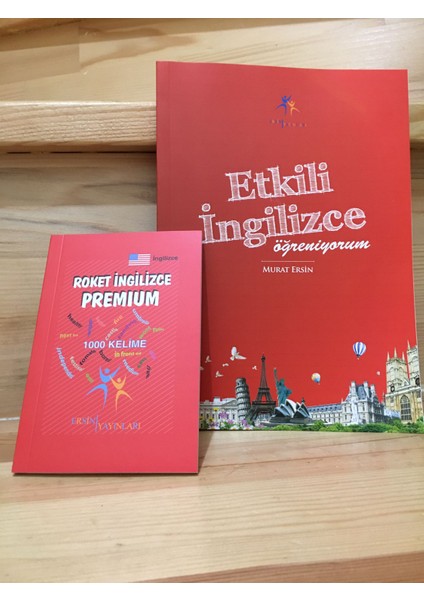 Etkili
İngilizce
öğreniyorum
MURAT ERSİN
İngilizce
ROKET İNGİLİZCE
PREMIUM
1000 KELİME
ERSİN YAYINLARI